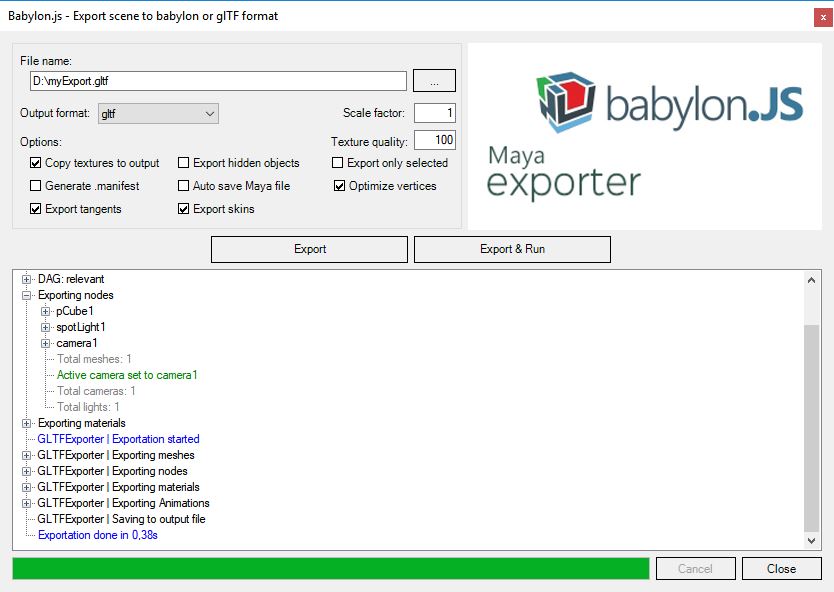 Babylon.js - Export scene to babylon or glTF format
x
File name:
D:\myExport.gltf
...
Output format: gltf
Scale factor: 1
Options:
Texture quality: 100
Copy textures to output
Export hidden objects
Export only selected
Generate .manifest
Auto save Maya file
Optimize vertices
Export tangents
Export skins
babylon.JS
Maya
exporter
Export
Export & Run
DAG: relevant
Exporting nodes
pCube1
spotLight1
camera1
Total meshes: 1
Active camera set to camera1
Total cameras: 1
Total lights: 1
Exporting materials
GLTFExporter | Exportation started
GLTFExporter | Exporting meshes
GLTFExporter | Exporting nodes
GLTFExporter | Exporting materials
GLTFExporter | Exporting Animations
GLTFExporter | Saving to output file
Exportation done in 0,38s
Cancel
Close